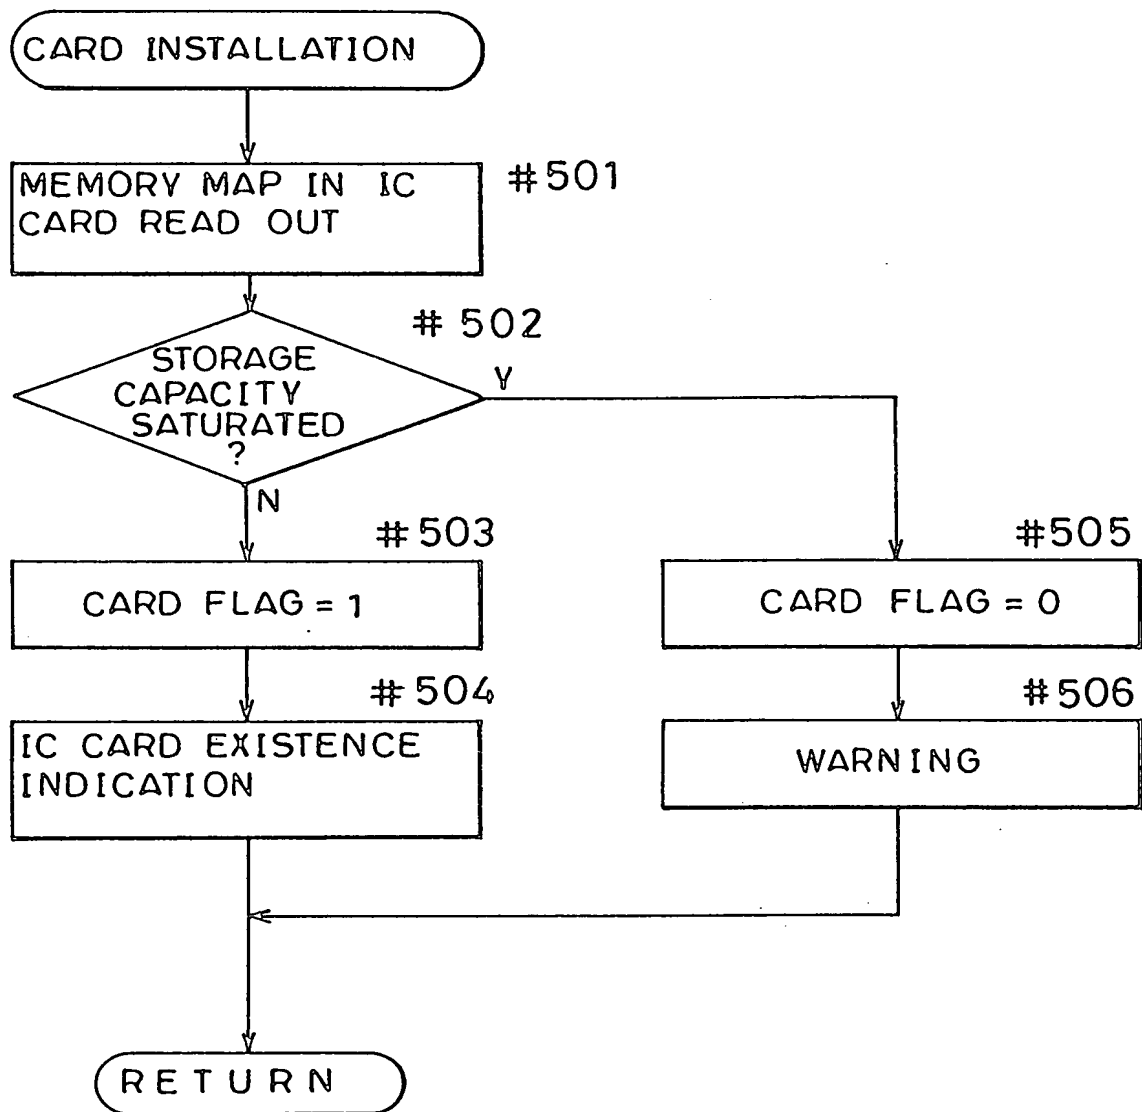 CARD INSTALLATION
#501
MEMORY MAP IN IC
CARD READ OUT
#502
STORAGE
CAPACITY
SATURATED
?
Y
N
#503
CARD FLAG = 1
#504
IC CARD EXISTENCE
INDICATION
#505
CARD FLAG = 0
#506
WARNING
RETURN